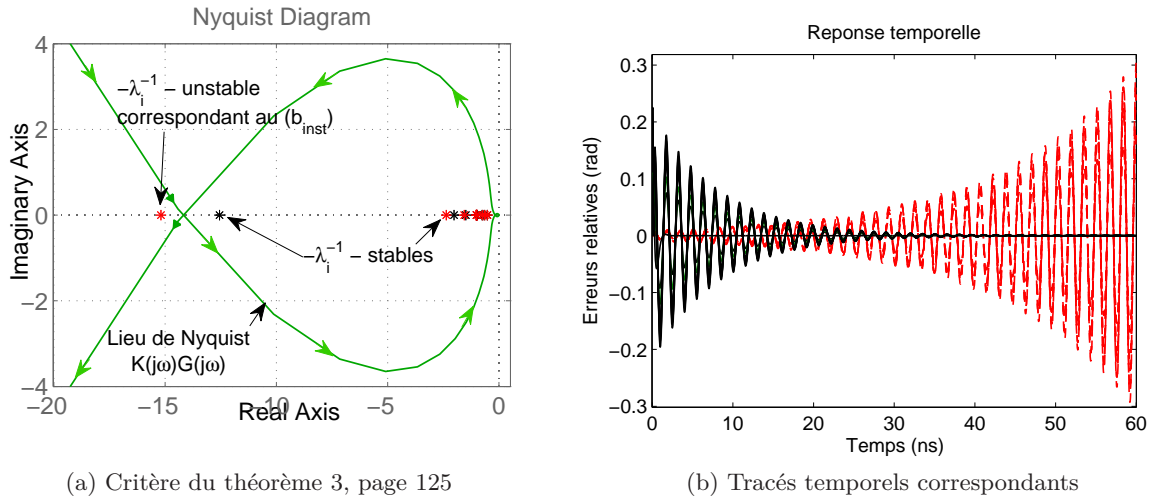 Nyquist Diagram
4
2
0
−2
−4
Imaginary Axis
−λi−1 − unstable
correspondant au (binst)
−λi−1 − stables
Lieu de Nyquist
K(jω)G(jω)
−20
−15
−10
−5
0
Real Axis
(a) Critère du théorème 3, page 125
Reponse temporelle
0.3
0.2
0.1
0
−0.1
−0.2
−0.3
Erreurs relatives (rad)
0
10
20
30
40
50
60
Temps (ns)
(b) Tracés temporels correspondants